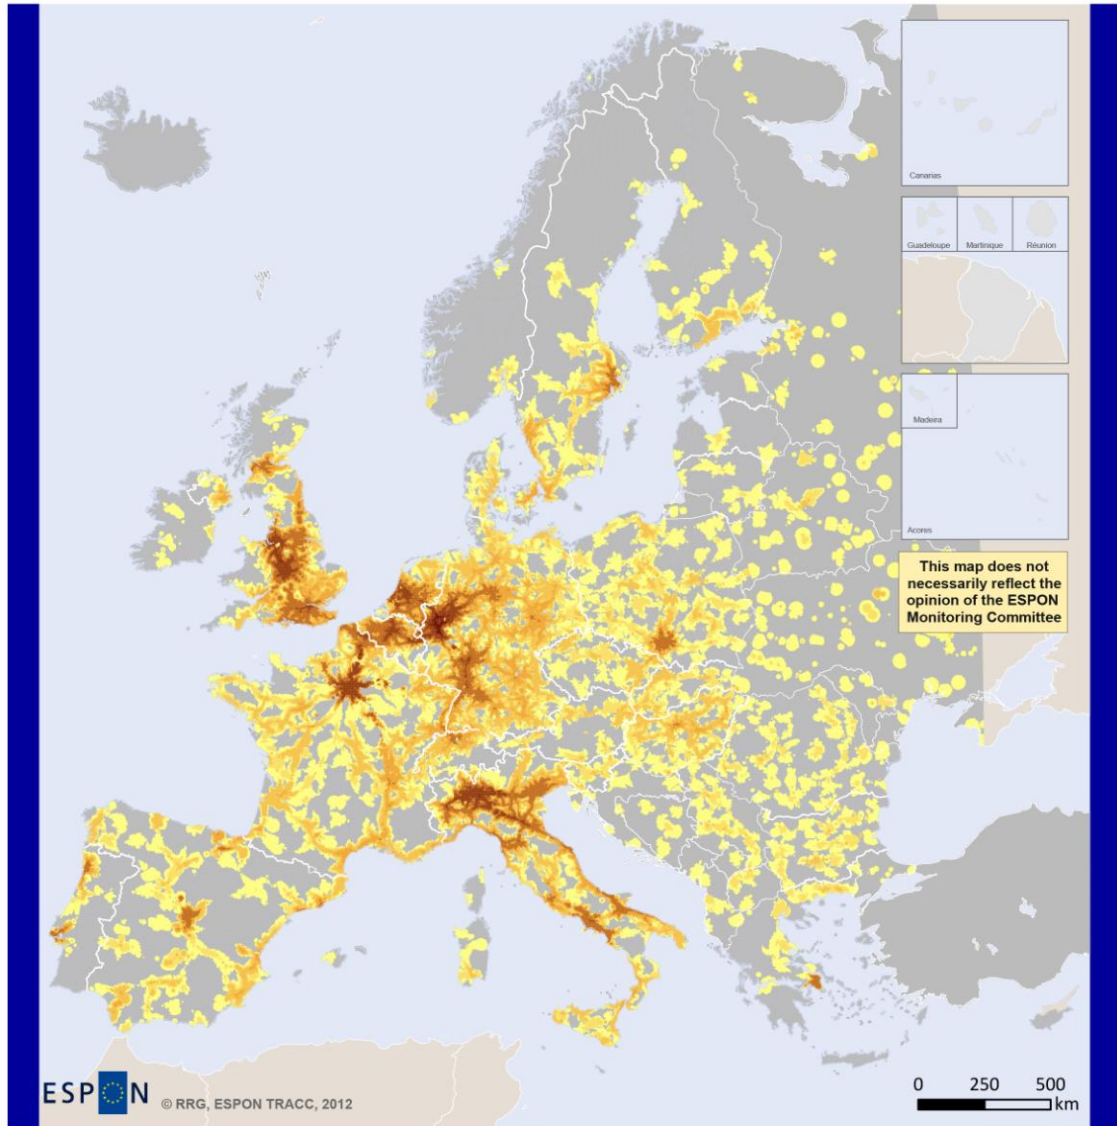 Canarias
Guadeloupe
Martinique
Réunion
Madeira
Acores
This map does not
necessarily reflect the
opinion of the ESPON
Monitoring Committee
ESPON
© RRG, ESPON TRACC, 2012
0 250 500
km